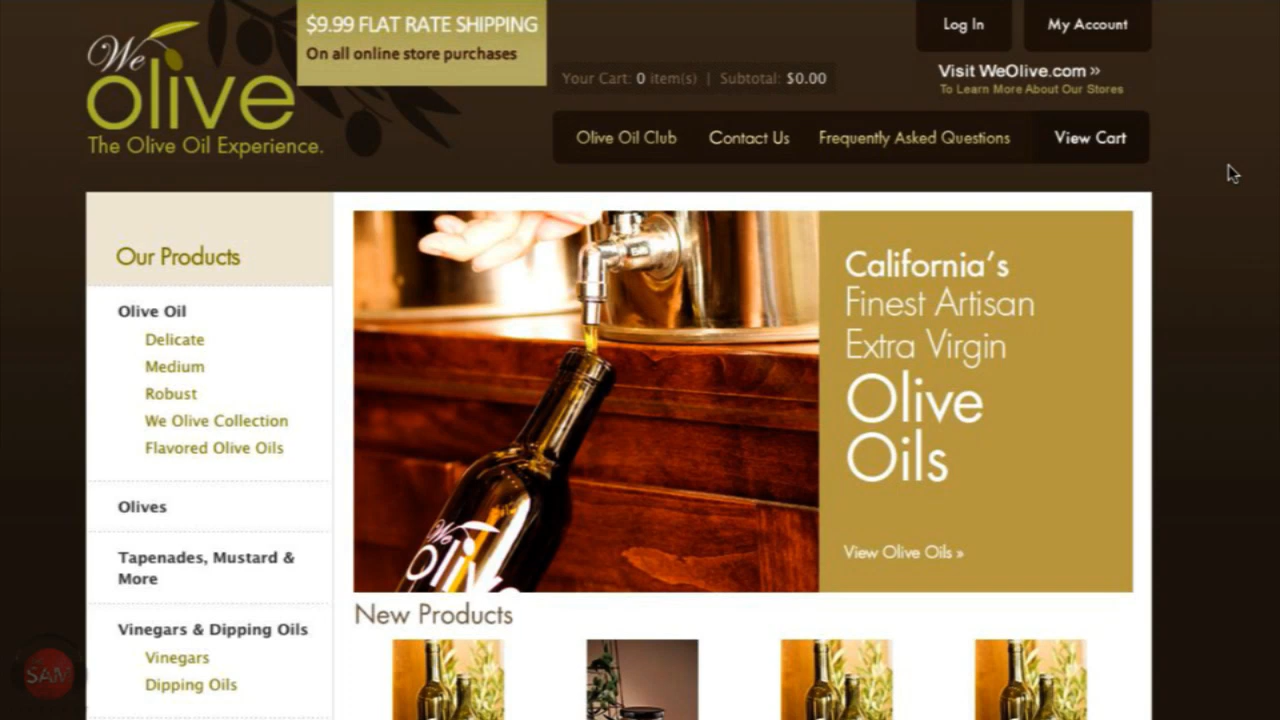 We
olive
The Olive Oil Experience.
$9.99 FLAT RATE SHIPPING
On all online store purchases
Log In
My Account
Your Cart: 0 item(s) | Subtotal: $0.00
Visit WeOlive.com »
To Learn More About Our Stores
Olive Oil Club
Contact Us
Frequently Asked Questions
View Cart
Our Products
Olive Oil
Delicate
Medium
Robust
We Olive Collection
Flavored Olive Oils
Olives
Tapenades, Mustard &
More
Vinegars & Dipping Oils
Vinegars
Dipping Oils
We
olive
California's
Finest Artisan
Extra Virgin
Olive
Oils
View Olive Oils »
New Products
SAN